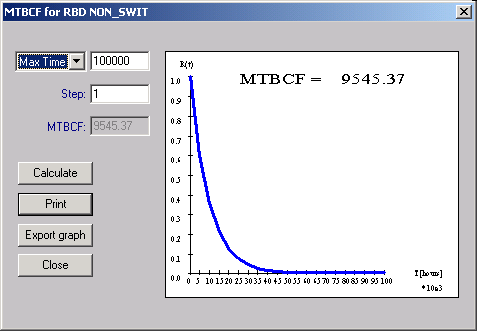 MTBCF for RBD NON_SWIT
Max Time 100000
Step: 1
MTBCF: 9545.37
Calculate
Print
Export graph
Close
R(t)
MTBCF = 9545.37
1.0
0.9
0.8
0.7
0.6
0.5
0.4
0.3
0.2
0.1
0.0
0 5 10 15 20 25 30 35 40 45 50 55 60 65 70 75 80 85 90 95 100
T [hours]
*10^3